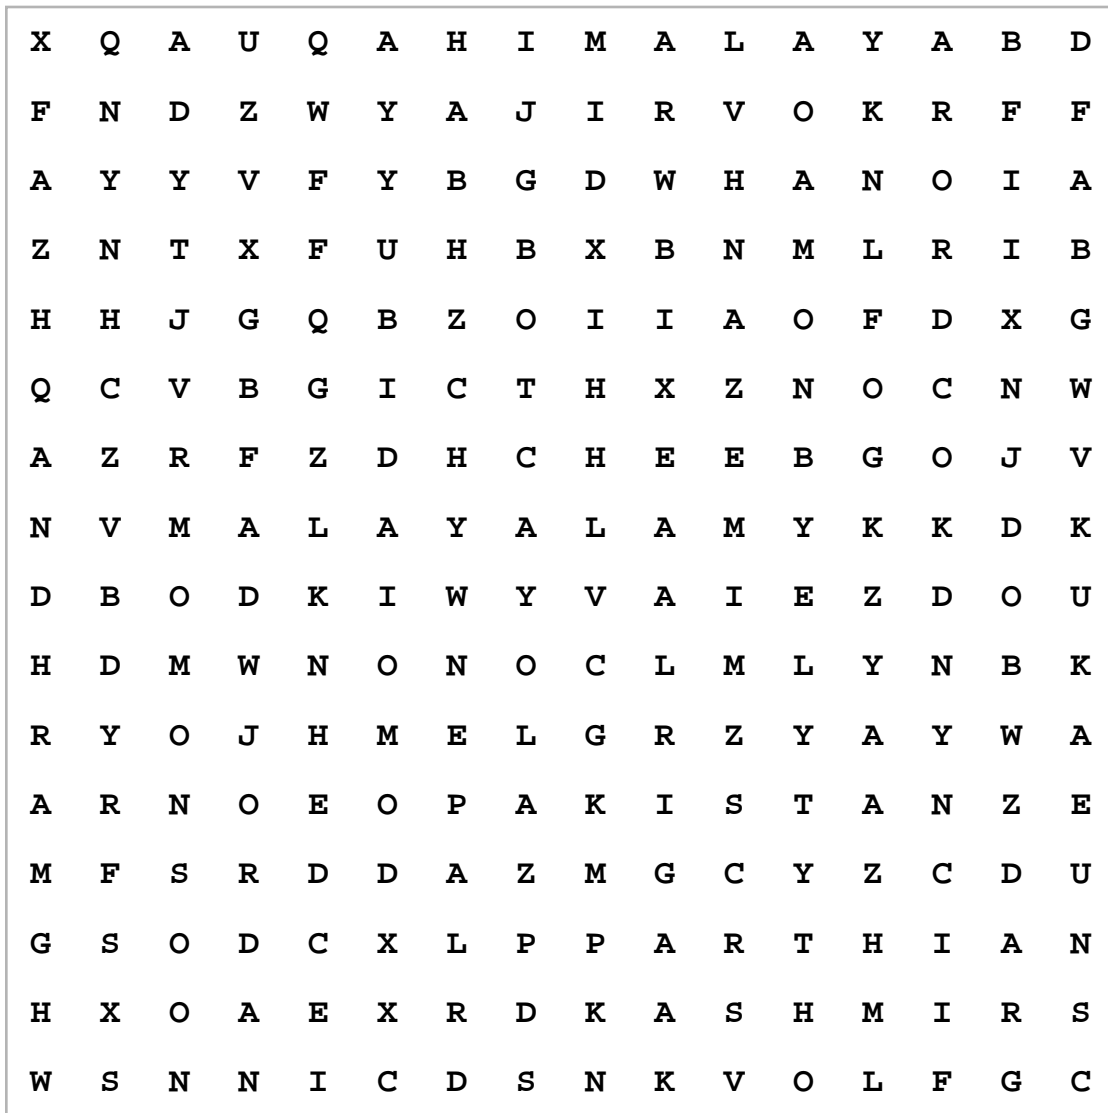 X Q A U Q A H I M A L A Y A B D
F N D Z W Y A J I R V O K R F F
A Y Y V F Y B G D W H A N O I A
Z N T X F U H B X B N M L R I B
H H J G Q B Z O I I A O F D X G
Q C V B G I C T H X Z N O C N W
A Z R F Z D H C H E E B G O J V
N V M A L A Y A L A M Y K K D K
D B O D K I W Y V A I E Z D O U
H D M W N O N O C L M L Y N B K
R Y O J H M E L G R Z Y A Y W A
A R N O E O P A K I S T A N Z E
M F S R D D A Z M G C Y Z C D U
G S O D C X L P P A R T H I A N
H X O A E X R D K A S H M I R S
W S N N I C D S N K V O L F G C